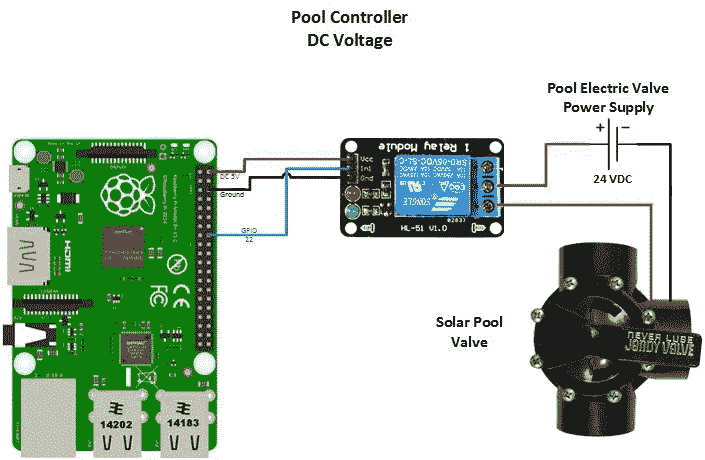 Pool Controller
DC Voltage
Pool Electric Valve
Power Supply
+ −
24 VDC
1 Relay Module
Vcc
In1
Gnd
DC 5V
Ground
GPIO
22
SRD-05VDC-SL-C
SONGLE
HL-51 V1.0
HDMI
FC CE
Solar Pool
Valve
NEVER LUBE
JANDY VALVE
14202
14183